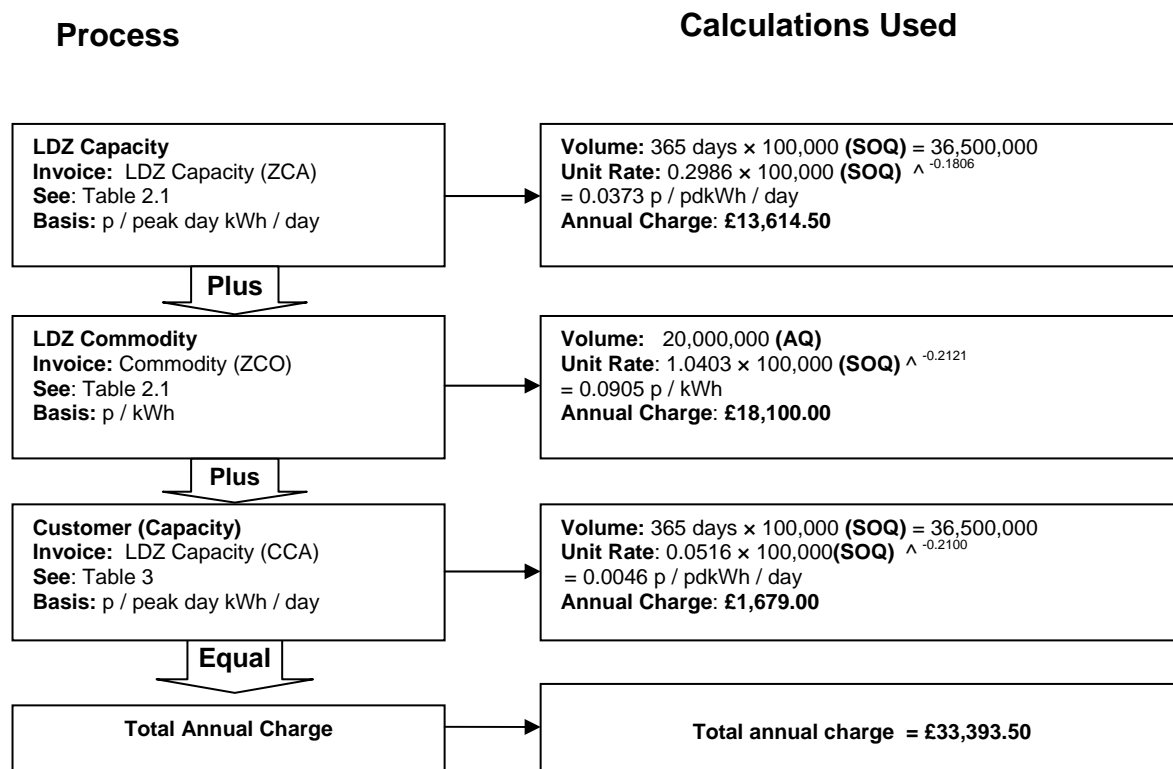 Process
Calculations Used
LDZ Capacity
Invoice: LDZ Capacity (ZCA)
See: Table 2.1
Basis: p / peak day kWh / day
Volume: 365 days × 100,000 (SOQ) = 36,500,000
Unit Rate: 0.2986 × 100,000 (SOQ) ^ -0.1806
= 0.0373 p / pdkWh / day
Annual Charge: £13,614.50
Plus
LDZ Commodity
Invoice: Commodity (ZCO)
See: Table 2.1
Basis: p / kWh
Volume: 20,000,000 (AQ)
Unit Rate: 1.0403 × 100,000 (SOQ) ^ -0.2121
= 0.0905 p / kWh
Annual Charge: £18,100.00
Plus
Customer (Capacity)
Invoice: LDZ Capacity (CCA)
See: Table 3
Basis: p / peak day kWh / day
Volume: 365 days × 100,000 (SOQ) = 36,500,000
Unit Rate: 0.0516 × 100,000(SOQ) ^ -0.2100
= 0.0046 p / pdkWh / day
Annual Charge: £1,679.00
Equal
Total Annual Charge
Total annual charge = £33,393.50